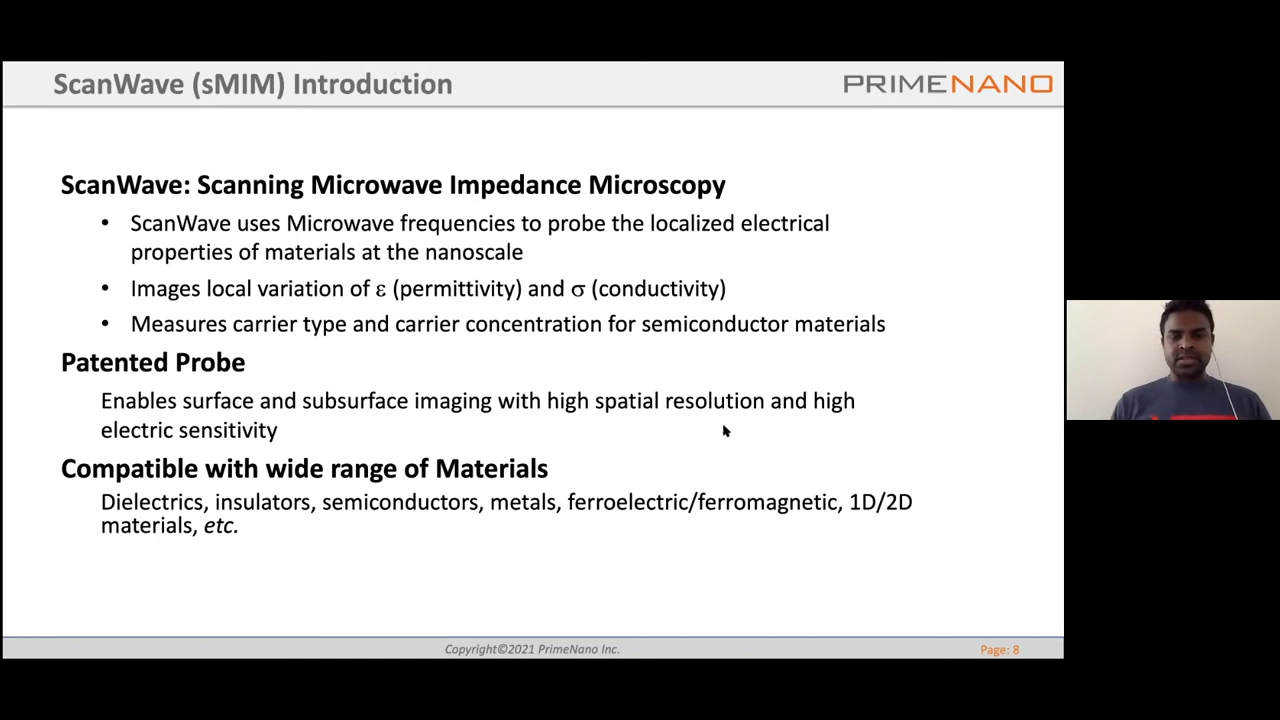 ScanWave (sMIM) Introduction
PRIMENANO
ScanWave: Scanning Microwave Impedance Microscopy
• ScanWave uses Microwave frequencies to probe the localized electrical
properties of materials at the nanoscale
• Images local variation of ε (permittivity) and σ (conductivity)
• Measures carrier type and carrier concentration for semiconductor materials
Patented Probe
Enables surface and subsurface imaging with high spatial resolution and high
electric sensitivity
Compatible with wide range of Materials
Dielectrics, insulators, semiconductors, metals, ferroelectric/ferromagnetic, 1D/2D
materials, etc.
Copyright©2021 PrimeNano Inc.
Page: 8